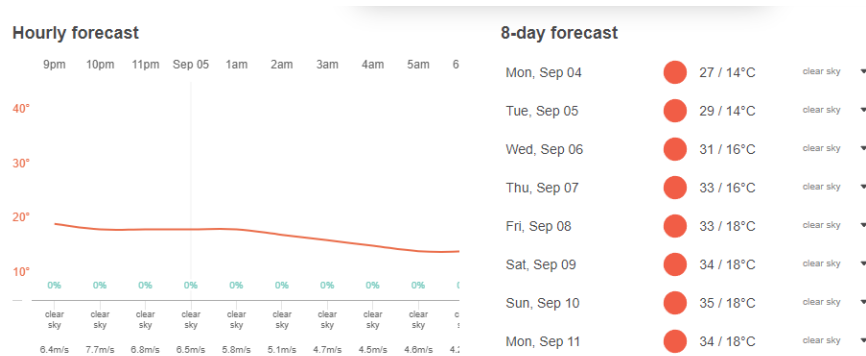 Hourly forecast
9pm 10pm 11pm Sep 05 1am 2am 3am 4am 5am 6
40°
30°
20°
10°
0% 0% 0% 0% 0% 0% 0% 0% 0%
clear clear clear clear clear clear clear clear clear
sky sky sky sky sky sky sky sky sky
6.4m/s 7.7m/s 6.8m/s 6.5m/s 5.8m/s 5.1m/s 4.7m/s 4.5m/s 4.6m/s
8-day forecast
Mon, Sep 04 27 / 14°C clear sky
Tue, Sep 05 29 / 14°C clear sky
Wed, Sep 06 31 / 16°C clear sky
Thu, Sep 07 33 / 16°C clear sky
Fri, Sep 08 33 / 18°C clear sky
Sat, Sep 09 34 / 18°C clear sky
Sun, Sep 10 35 / 18°C clear sky
Mon, Sep 11 34 / 18°C clear sky